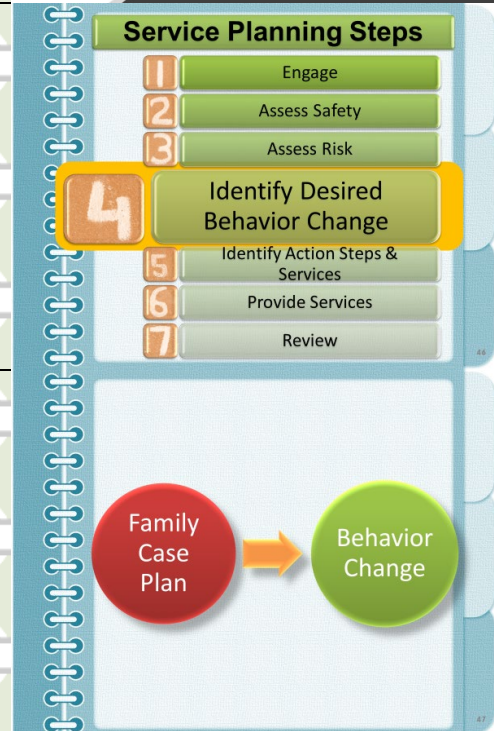 Service Planning Steps
1
Engage
2
Assess Safety
3
Assess Risk
4
Identify Desired
Behavior Change
5
Identify Action Steps &
Services
6
Provide Services
7
Review
46
Family
Case
Plan
Behavior
Change
47